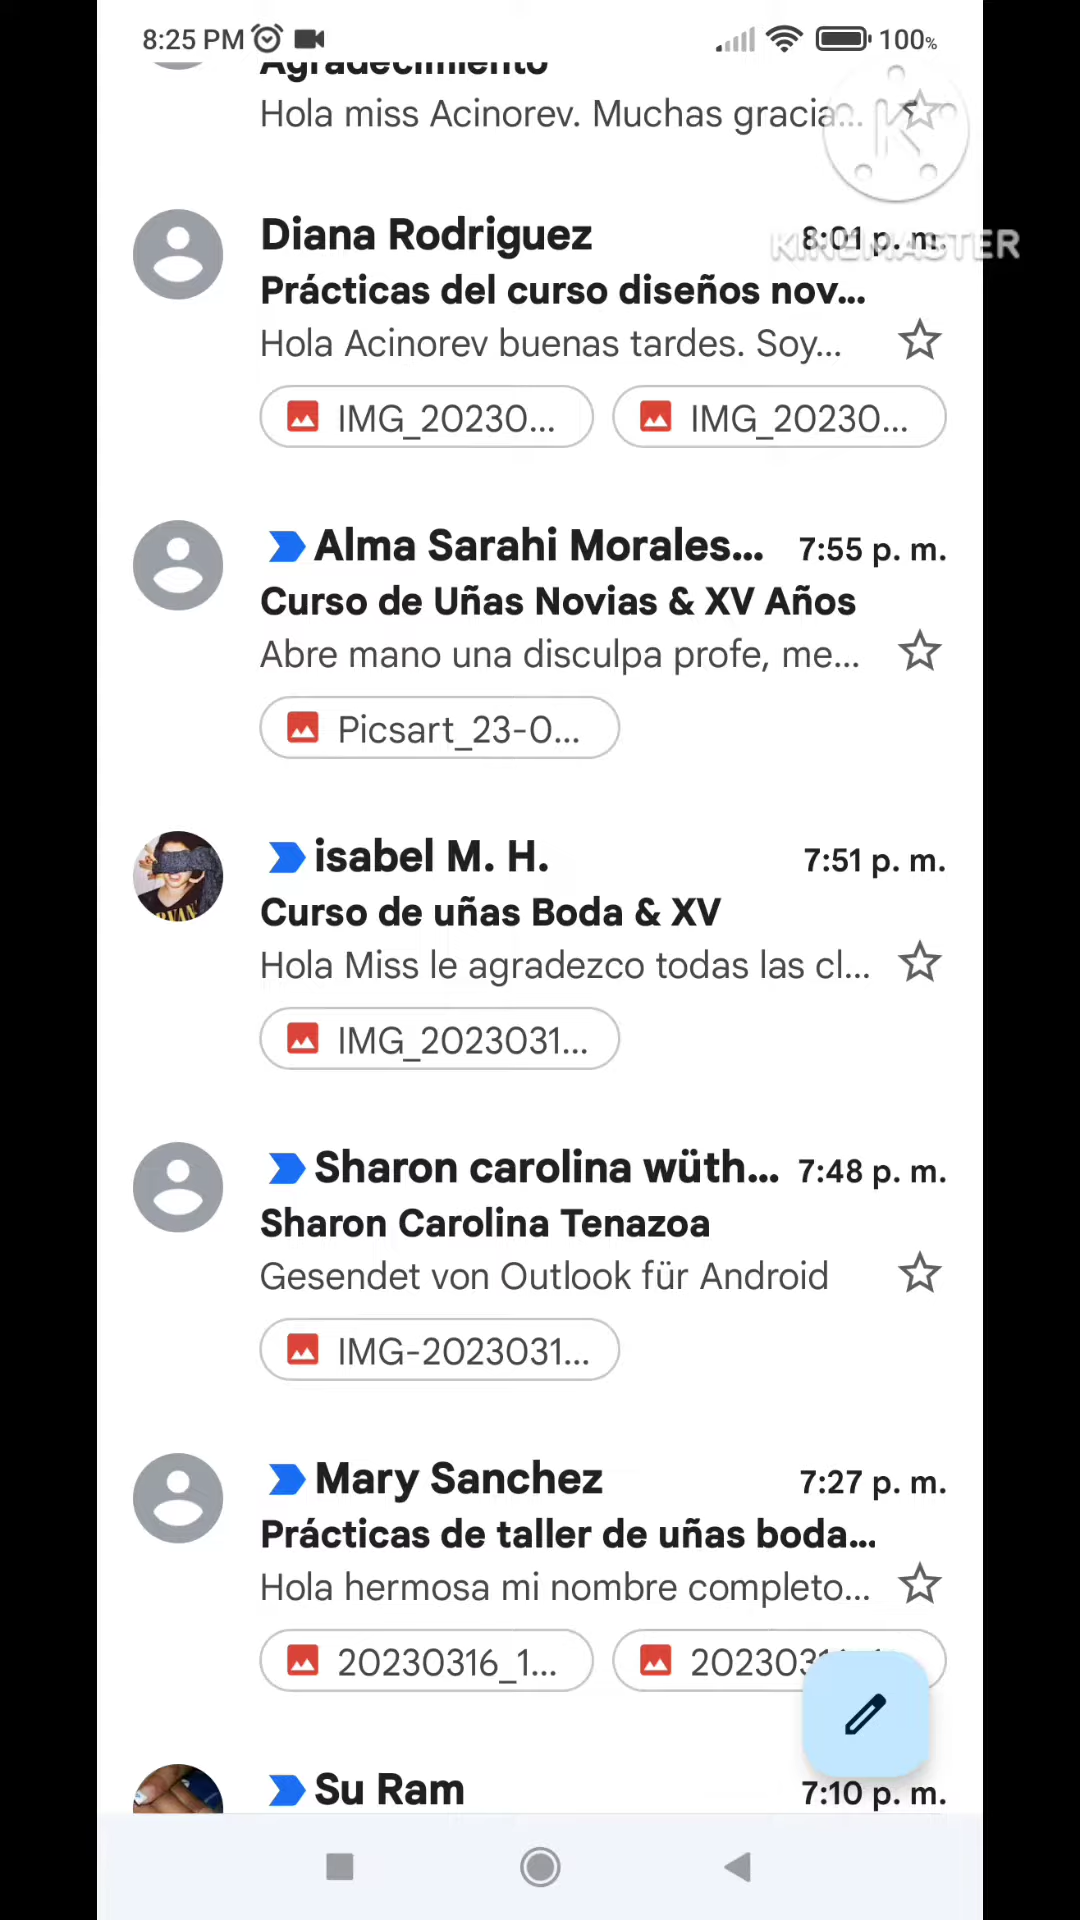 8:25 PM 100%
Agradecimiento
Hola miss Acinorev. Muchas gracia...
K
KINEMASTER
Diana Rodriguez 8:01 p. m.
Prácticas del curso diseños nov...
Hola Acinorev buenas tardes. Soy...
IMG_20230... IMG_20230...
Alma Sarahi Morales... 7:55 p. m.
Curso de Uñas Novias & XV Años
Abre mano una disculpa profe, me...
Picsart_23-0...
isabel M. H. 7:51 p. m.
Curso de uñas Boda & XV
Hola Miss le agradezco todas las cl...
IMG_2023031...
Sharon carolina wüth... 7:48 p. m.
Sharon Carolina Tenazoa
Gesendet von Outlook für Android
IMG-2023031...
Mary Sanchez 7:27 p. m.
Prácticas de taller de uñas boda...
Hola hermosa mi nombre completo...
20230316_1...
Su Ram 7:10 p. m.